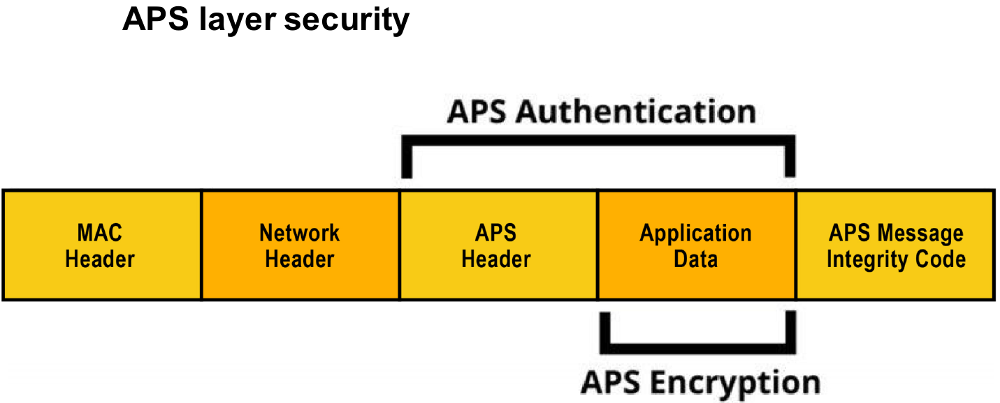 APS layer security
APS Authentication
MAC
Header
Network
Header
APS
Header
Application
Data
APS Message
Integrity Code
APS Encryption